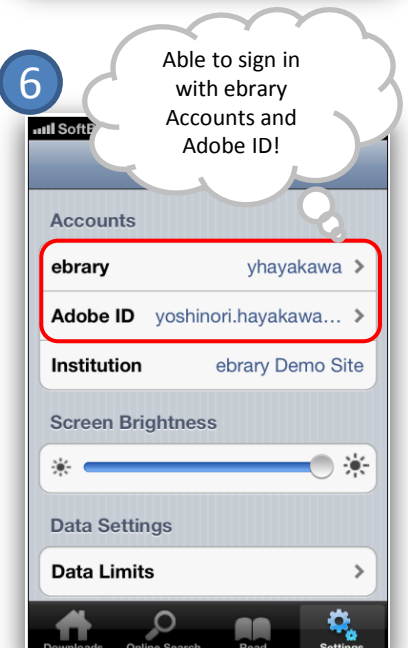 6
Able to sign in
with ebrary
Accounts and
Adobe ID!
Accounts
ebrary yhayakawa >
Adobe ID yoshinori.hayakawa... >
Institution ebrary Demo Site
Screen Brightness
Data Settings
Data Limits >
Downloads Online Search Read Settings